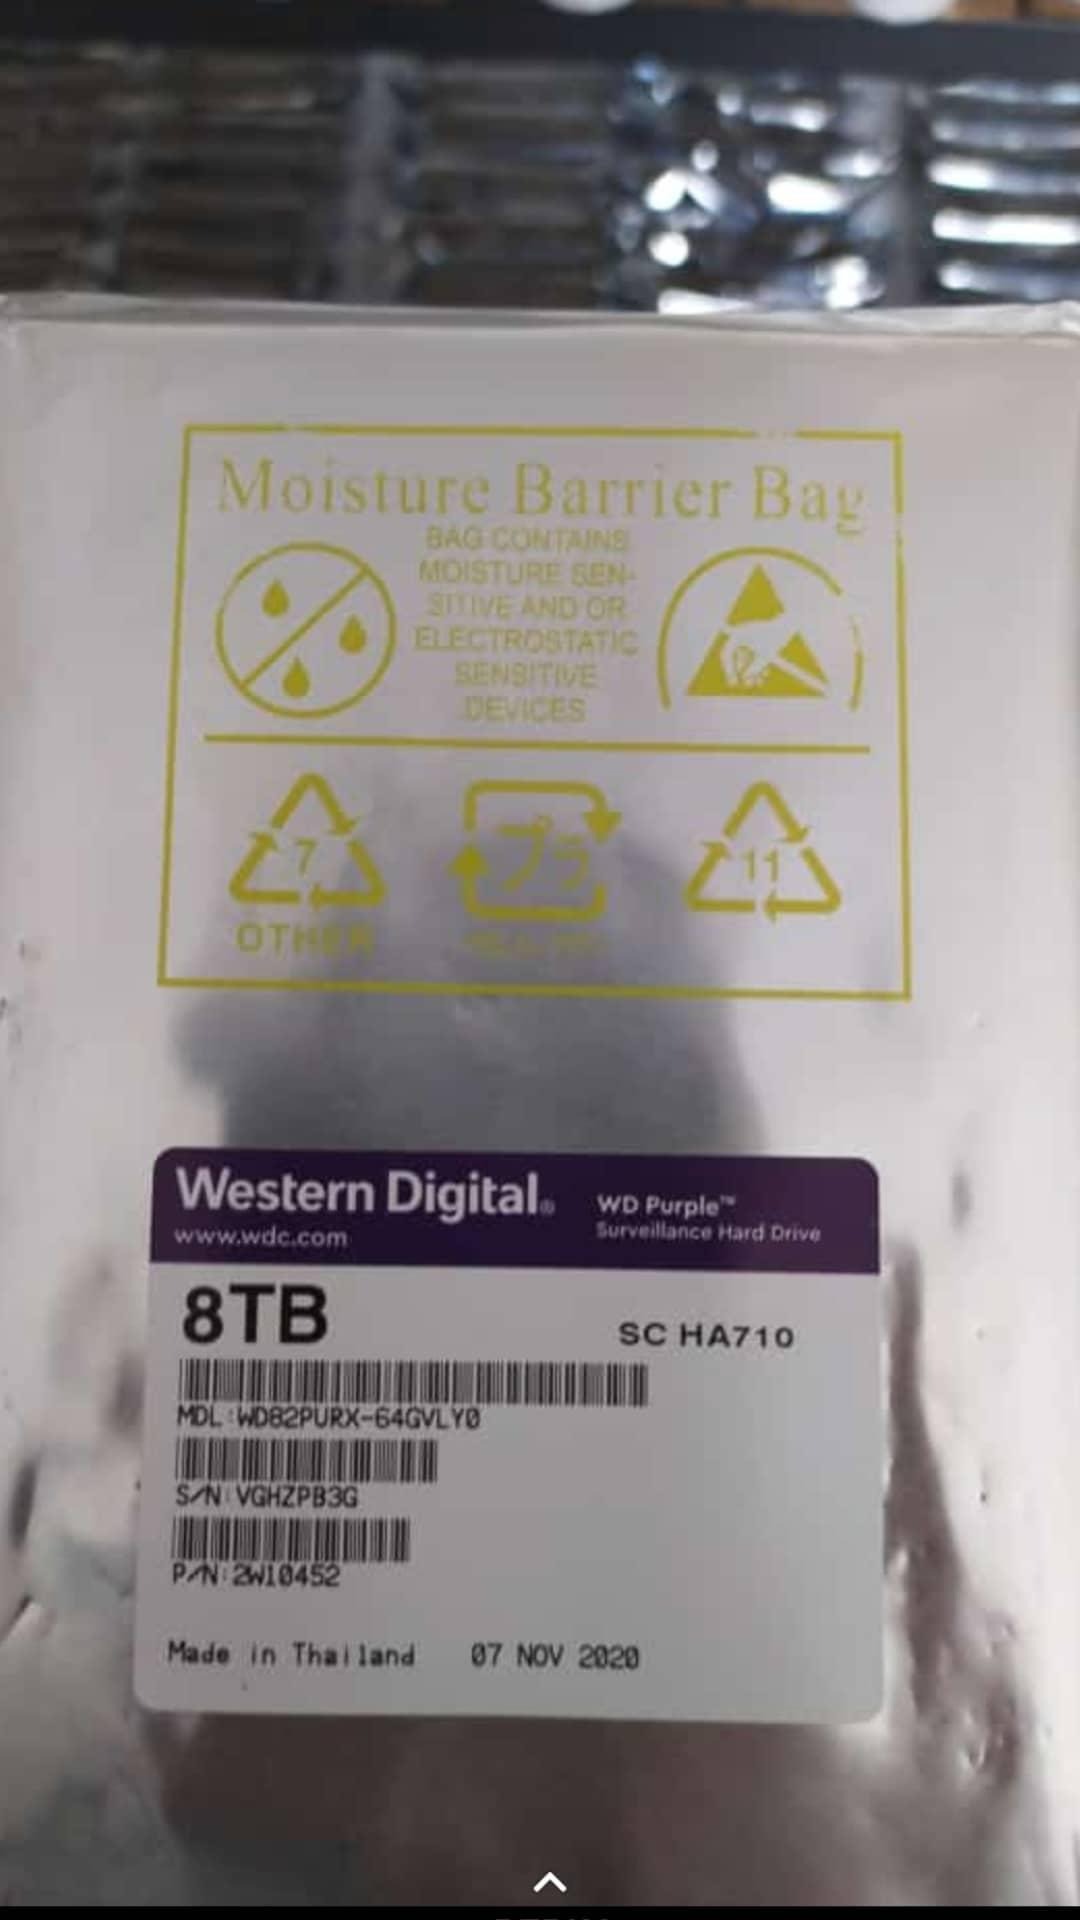 Moisture Barrier Bag
BAG CONTAINS
MOISTURE SEN-
SITIVE AND OR
ELECTROSTATIC
SENSITIVE
DEVICES
7
プラ
11
OTHER
Western Digital®
WD Purple™
www.wdc.com
Surveillance Hard Drive
8TB
SC HA710
MDL:WD82PURX-64GVLY0
S/N:VGHZPB3G
P/N:2W10452
Made in Thailand 07 NOV 2020